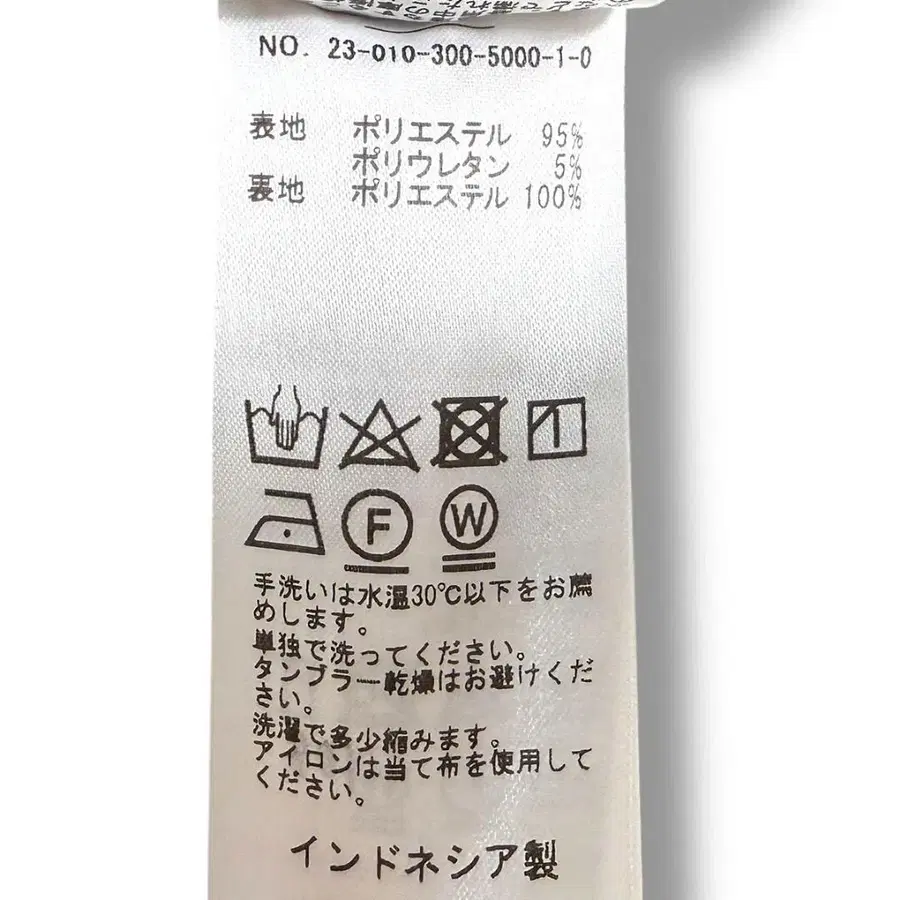 NO. 23-010-300-5000-1-0
表地 ポリエステル 95%
ポリウレタン 5%
裏地 ポリエステル 100%
F W
手洗いは水温30℃以下をお薦
めします。
単独で洗ってください。
タンブラー乾燥はお避けくだ
さい。
洗濯で多少縮みます。
アイロンは当て布を使用して
ください。
インドネシア製